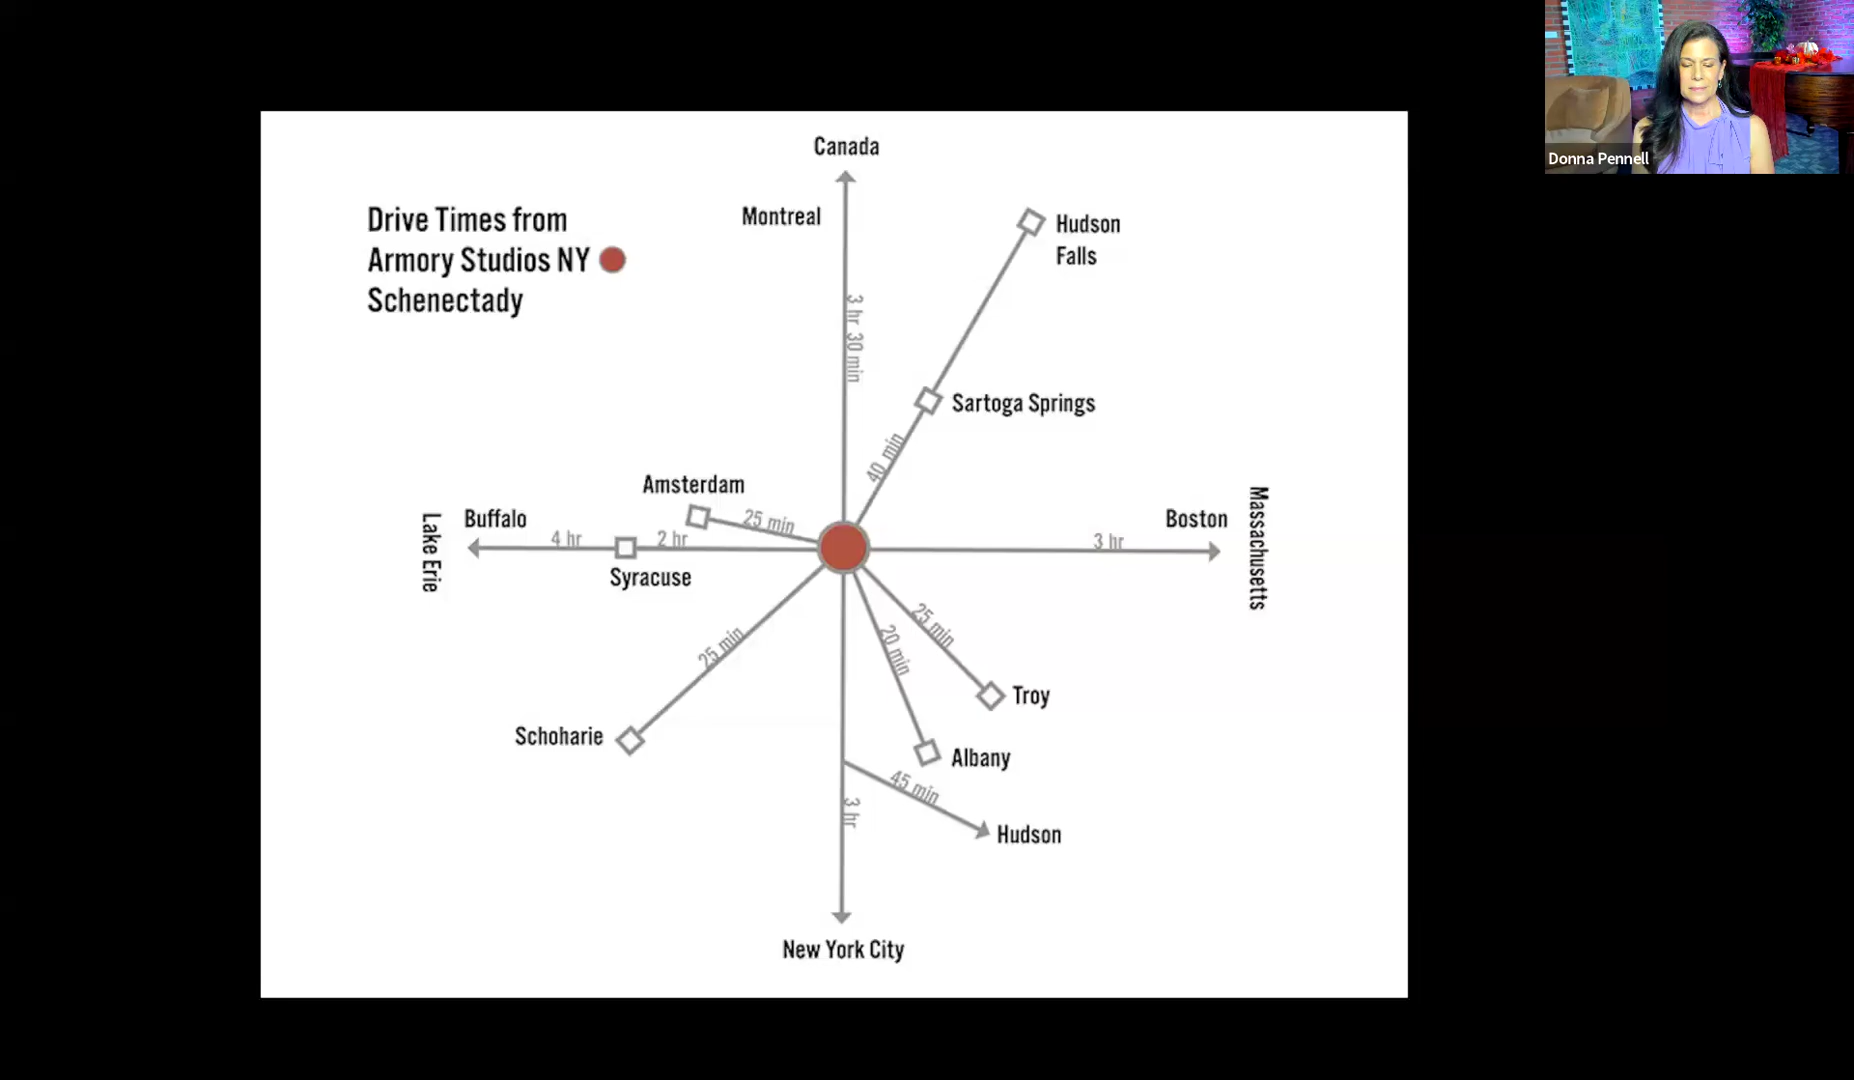 Donna Pennell
Drive Times from
Armory Studios NY
Schenectady
Canada
Montreal
3 hr 30 min
Hudson
Falls
Sartoga Springs
40 min
Amsterdam
25 min
Lake Erie
Buffalo
4 hr
2 hr
Syracuse
Boston
3 hr
Massachusetts
25 min
Schoharie
25 min
Troy
20 min
Albany
45 min
Hudson
3 hr
New York City